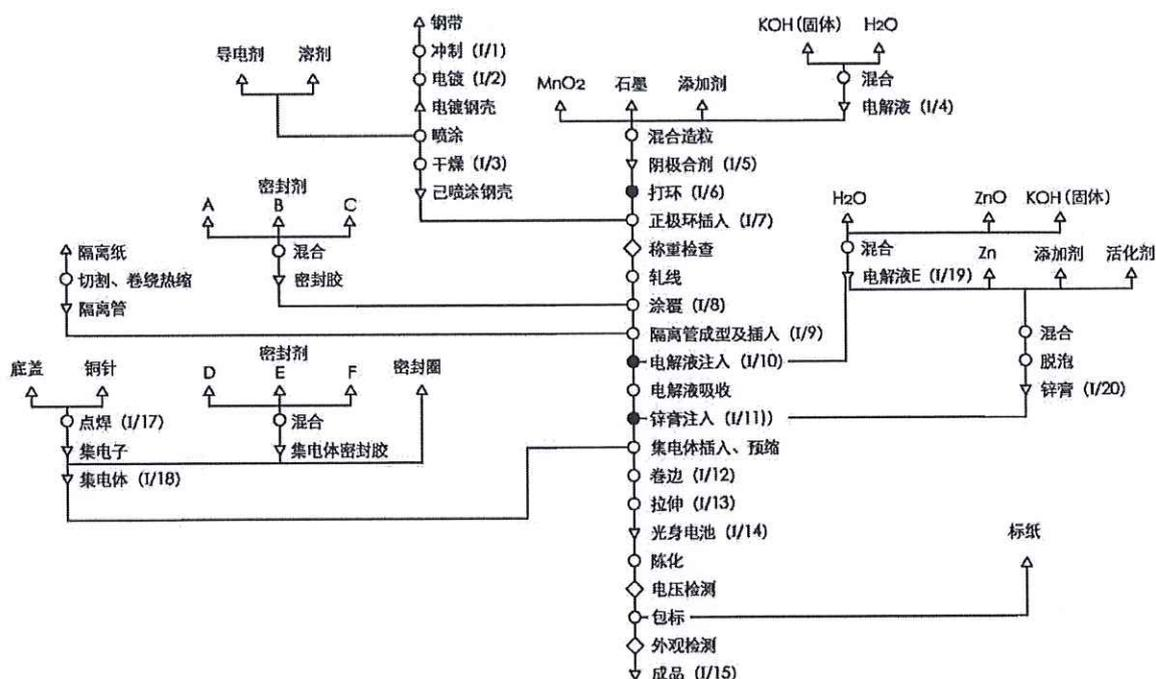 钢带
冲制 (I/1)
电镀 (I/2)
电镀钢壳
喷涂
干燥 (I/3)
已喷涂钢壳
导电剂 溶剂
KOH(固体) H2O
混合
电解液 (I/4)
MnO2 石墨 添加剂
混合造粒
阴极合剂 (I/5)
打环 (I/6)
正极环插入 (I/7)
称重检查
轧线
涂覆 (I/8)
隔离管成型及插入 (I/9)
电解液注入 (I/10)
电解液吸收
锌膏注入 (I/11))
集电体插入、预缩
卷边 (I/12)
拉伸 (I/13)
光身电池 (I/14)
陈化
电压检测
包标
外观检测
成品 (I/15)
密封剂
A B C
混合
密封胶
隔离纸
切割、卷绕热缩
隔离管
底盖 铜针
点焊 (I/17)
集电子
集电体 (I/18)
密封剂
D E F
混合
集电体密封胶
密封圈
H2O ZnO KOH(固体)
混合
电解液E (I/19)
Zn 添加剂 活化剂
混合
脱泡
锌膏 (I/20)
标纸